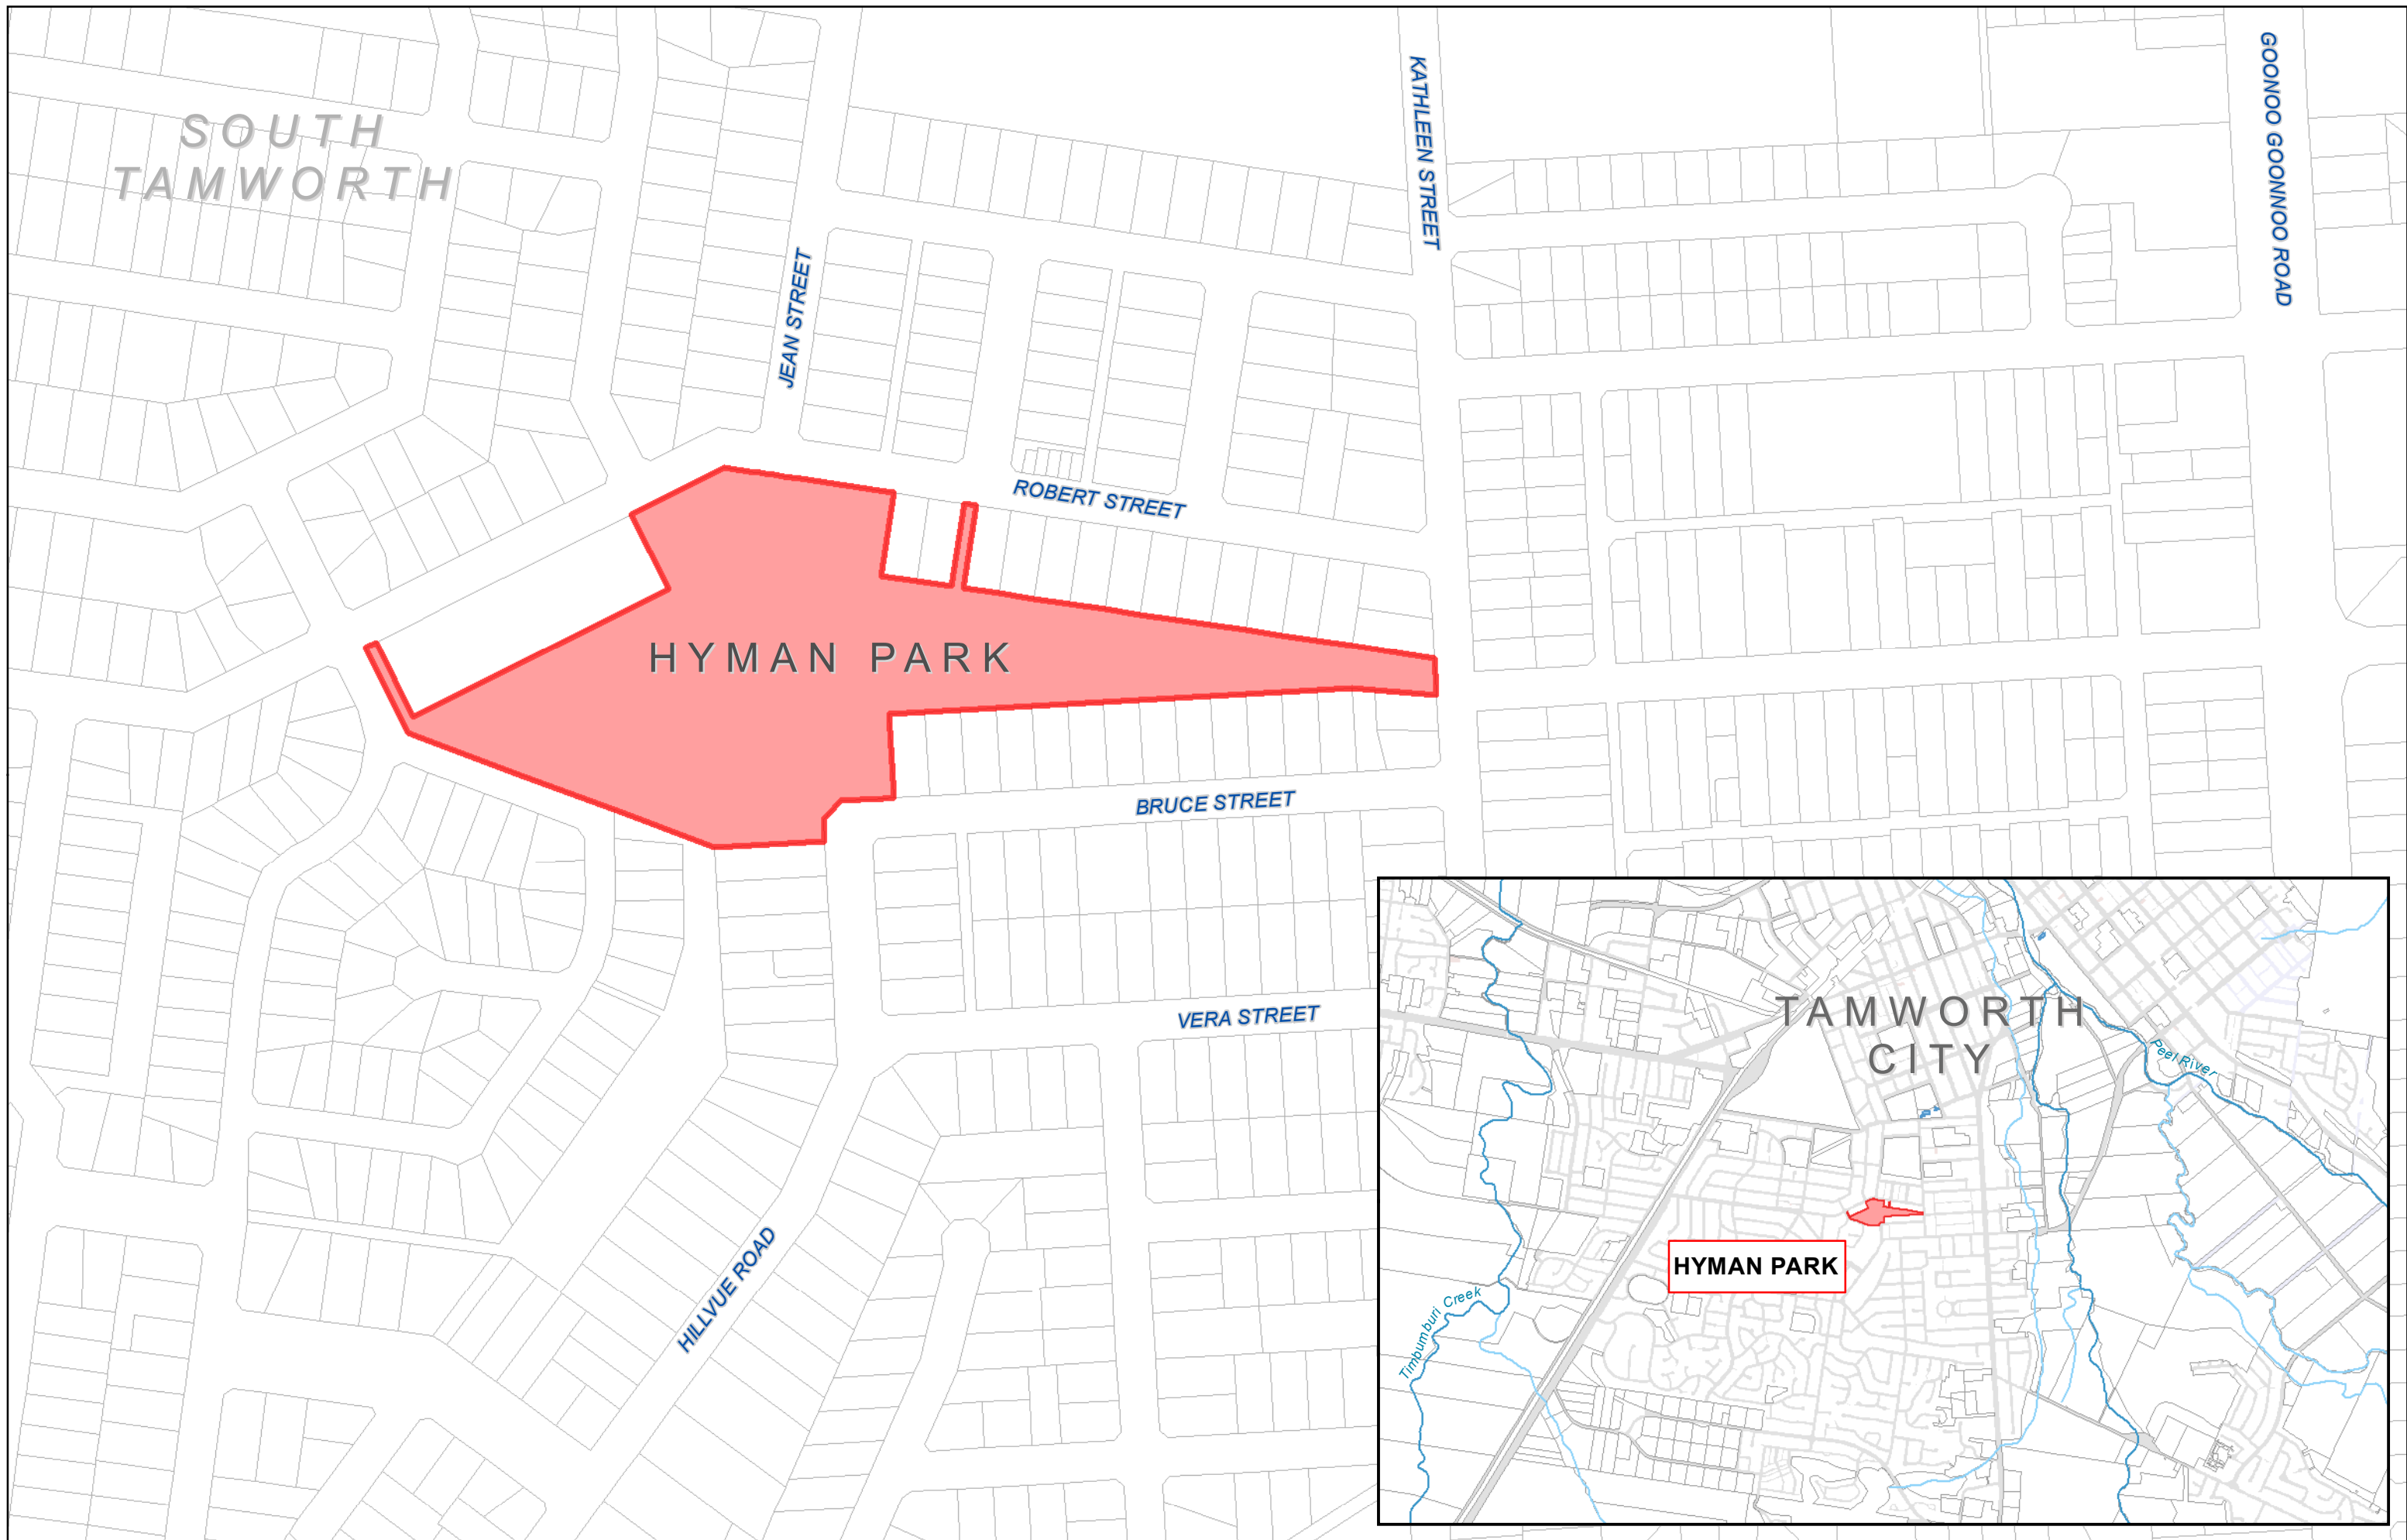 SOUTH
TAMWORTH
KATHLEEN STREET
GOONOO GOONNOO ROAD
JEAN STREET
ROBERT STREET
HYMAN PARK
BRUCE STREET
VERA STREET
HILLVUE ROAD
TAMWORTH
CITY
Peel River
HYMAN PARK
Timbumburi Creek